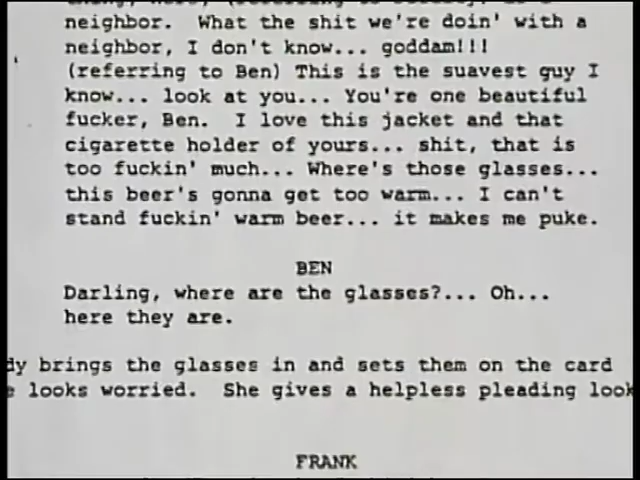 neighbor. What the shit we're doin' with a
neighbor, I don't know... goddam!!!
(referring to Ben) This is the suavest guy I
know... look at you... You're one beautiful
fucker, Ben. I love this jacket and that
cigarette holder of yours... shit, that is
too fuckin' much... Where's those glasses...
this beer's gonna get too warm... I can't
stand fuckin' warm beer... it makes me puke.
BEN
Darling, where are the glasses?... Oh...
here they are.
dy brings the glasses in and sets them on the card
e looks worried. She gives a helpless pleading look
FRANK